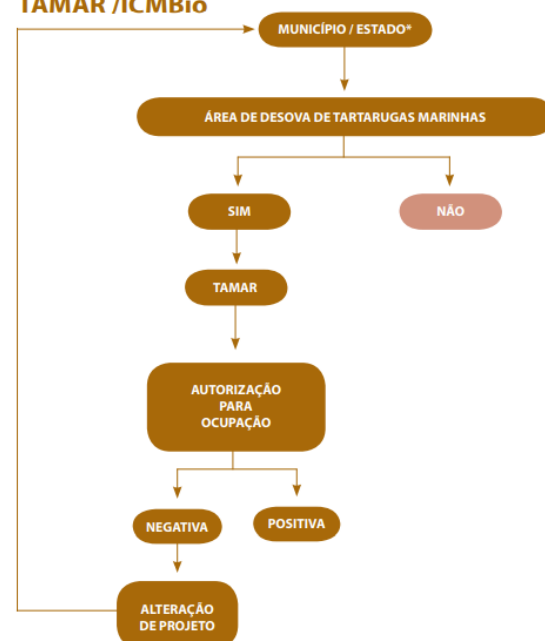 TAMAR /ICMBio
MUNICÍPIO / ESTADO*
ÁREA DE DESOVA DE TARTARUGAS MARINHAS
SIM
NÃO
TAMAR
AUTORIZAÇÃO
PARA
OCUPAÇÃO
NEGATIVA
POSITIVA
ALTERAÇÃO
DE PROJETO